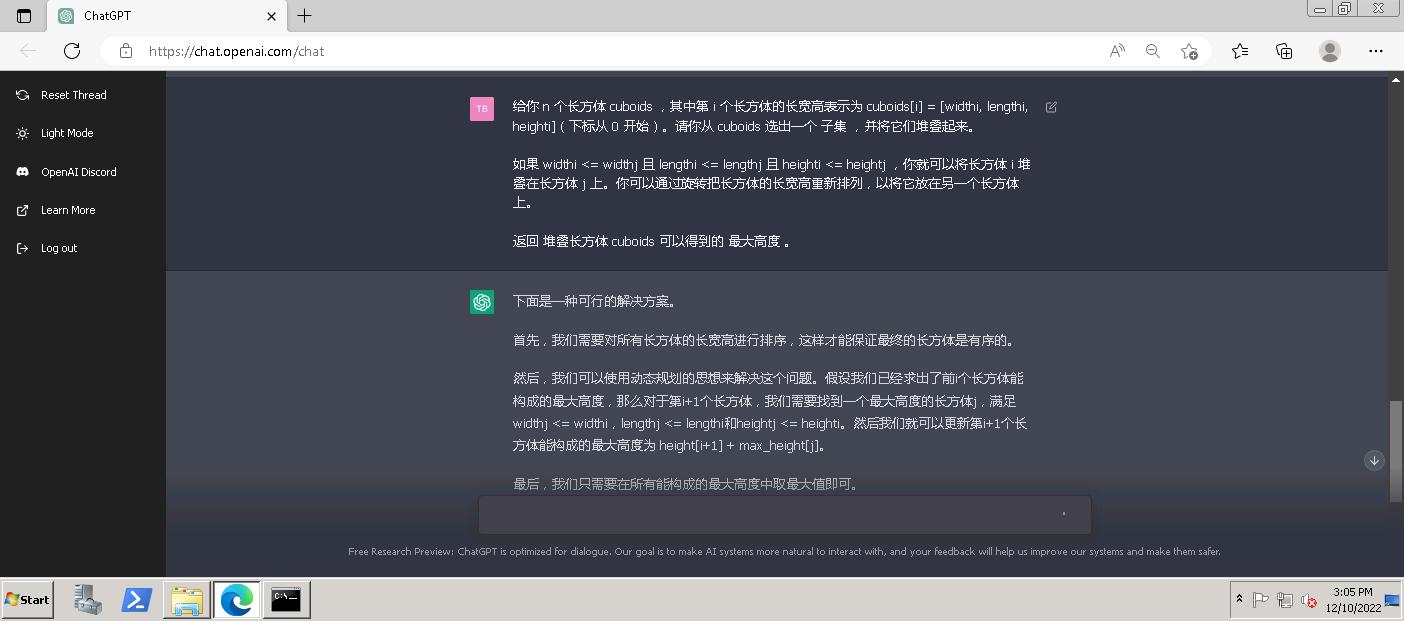 ChatGPT
https://chat.openai.com/chat
Reset Thread
Light Mode
OpenAI Discord
Learn More
Log out
TB
给你 n 个长方体 cuboids ，其中第 i 个长方体的长宽高表示为 cuboids[i] = [widthi, lengthi,
heighti]（下标从 0 开始）。请你从 cuboids 选出一个 子集 ，并将它们堆叠起来。
如果 widthi <= widthj 且 lengthi <= lengthj 且 heighti <= heightj ，你就可以将长方体 i 堆
叠在长方体 j 上。你可以通过旋转把长方体的长宽高重新排列，以将它放在另一个长方体
上。
返回 堆叠长方体 cuboids 可以得到的 最大高度 。
下面是一种可行的解决方案。
首先，我们需要对所有长方体的长宽高进行排序，这样才能保证最终的长方体是有序的。
然后，我们可以使用动态规划的思想来解决这个问题。假设我们已经求出了前i个长方体能
构成的最大高度，那么对于第i+1个长方体，我们需要找到一个最大高度的长方体j，满足
widthj <= widthi，lengthj <= lengthi和heightj <= heighti。然后我们就可以更新第i+1个长
方体能构成的最大高度为 height[i+1] + max_height[j]。
最后，我们只需要在所有能构成的最大高度中取最大值即可。
Free Research Preview: ChatGPT is optimized for dialogue. Our goal is to make AI systems more natural to interact with, and your feedback will help us improve our systems and make them safer.
Start
C:\
3:05 PM
12/10/2022